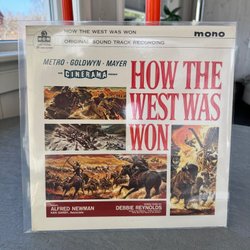 HOW THE WEST WAS WON
mono
ORIGINAL SOUND TRACK RECORDING
METRO - GOLDWYN - MAYER
CINERAMA
HOW THE
WEST WAS
WON
ALFRED NEWMAN
DEBBIE REYNOLDS